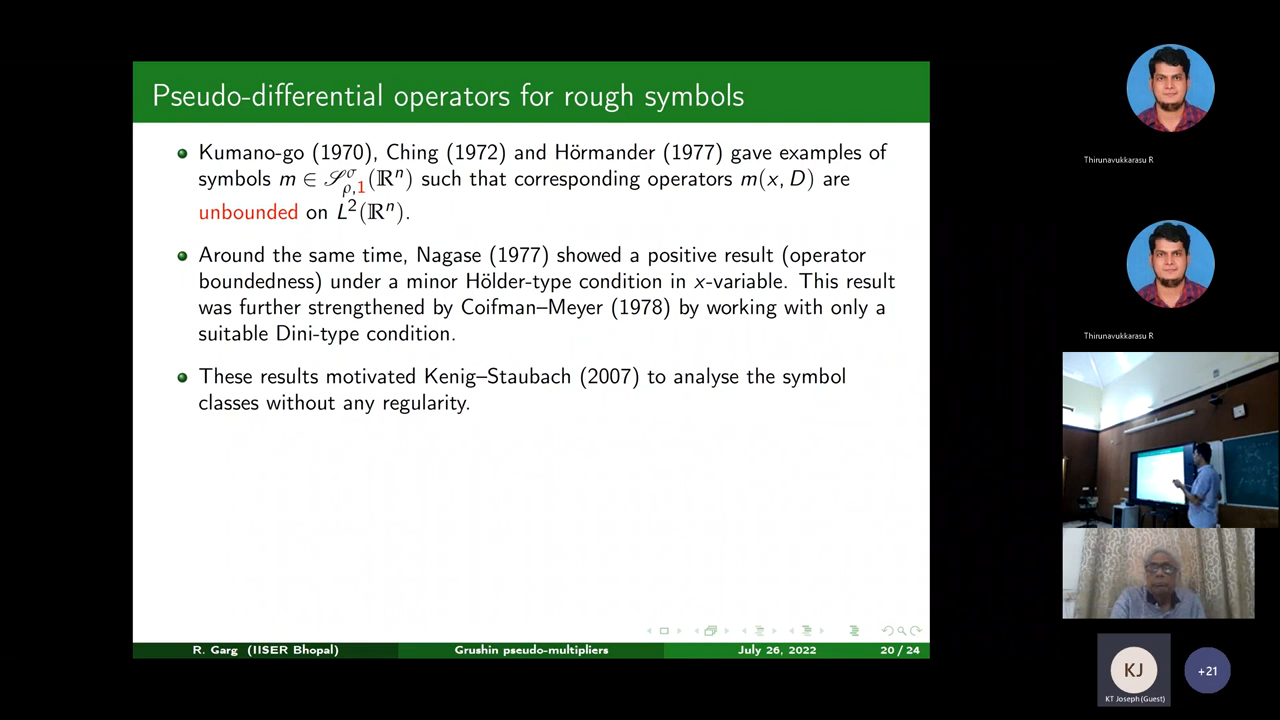 Pseudo-differential operators for rough symbols
Kumano-go (1970), Ching (1972) and Hörmander (1977) gave examples of
symbols m ∈ 𝒮^σ_{ρ,1}(ℝⁿ) such that corresponding operators m(x, D) are
unbounded on L²(ℝⁿ).
Around the same time, Nagase (1977) showed a positive result (operator
boundedness) under a minor Hölder-type condition in x-variable. This result
was further strengthened by Coifman–Meyer (1978) by working with only a
suitable Dini-type condition.
These results motivated Kenig–Staubach (2007) to analyse the symbol
classes without any regularity.
R. Garg (IISER Bhopal)
Grushin pseudo-multipliers
July 26, 2022
20 / 24
Thirunavukkarasu R
Thirunavukkarasu R
KJ
KT Joseph (Guest)
+21